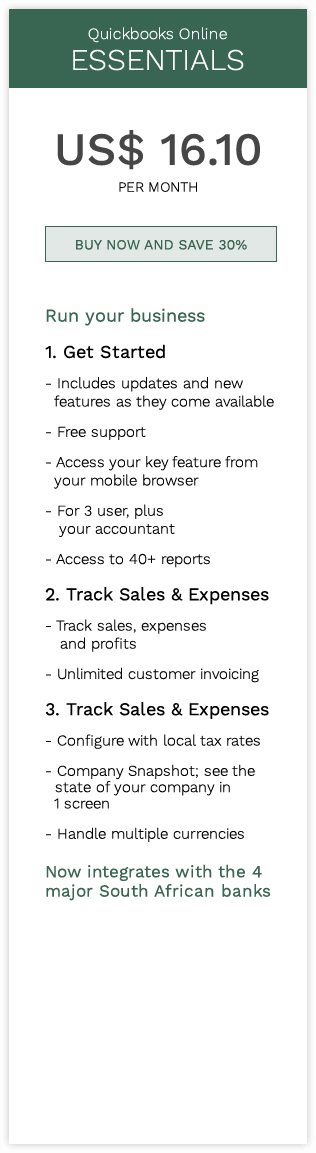 Quickbooks Online
ESSENTIALS
US$ 16.10
PER MONTH
BUY NOW AND SAVE 30%
Run your business
1. Get Started
- Includes updates and new
features as they come available
- Free support
- Access your key feature from
your mobile browser
- For 3 user, plus
your accountant
- Access to 40+ reports
2. Track Sales & Expenses
- Track sales, expenses
and profits
- Unlimited customer invoicing
3. Track Sales & Expenses
- Configure with local tax rates
- Company Snapshot; see the
state of your company in
1 screen
- Handle multiple currencies
Now integrates with the 4
major South African banks